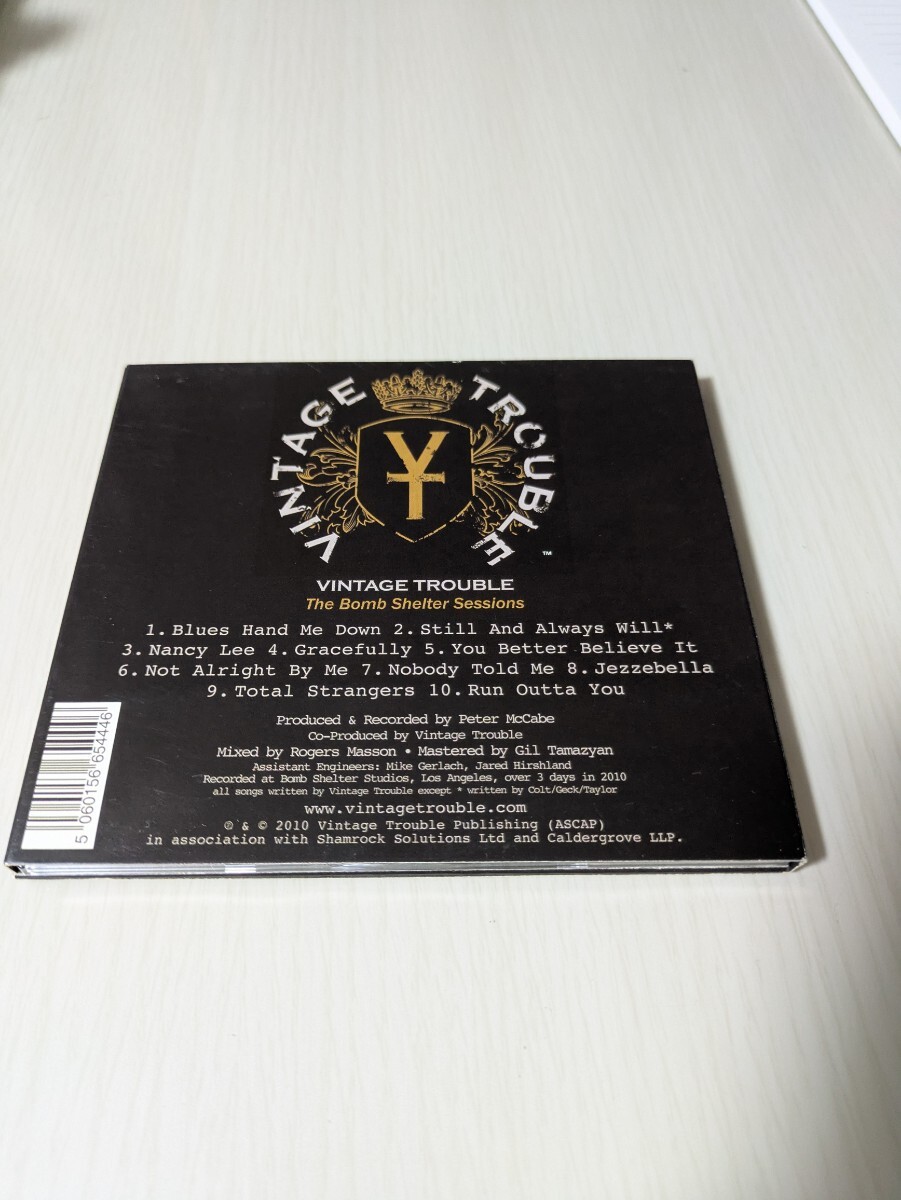 VINTAGE TROUBLE
VT
TM
VINTAGE TROUBLE
The Bomb Shelter Sessions
1. Blues Hand Me Down 2. Still And Always Will*
3. Nancy Lee 4. Gracefully 5. You Better Believe It
6. Not Alright By Me 7. Nobody Told Me 8. Jezzebella
9. Total Strangers 10. Run Outta You
Produced & Recorded by Peter McCabe
Co-Produced by Vintage Trouble
Mixed by Rogers Masson • Mastered by Gil Tamazyan
Assistant Engineers: Mike Gerlach, Jared Hirshland
Recorded at Bomb Shelter Studios, Los Angeles, over 3 days in 2010
all songs written by Vintage Trouble except * written by Colt/Geck/Taylor
www.vintagetrouble.com
℗ & © 2010 Vintage Trouble Publishing (ASCAP)
in association with Shamrock Solutions Ltd and Caldergrove LLP.
5 060156 654446